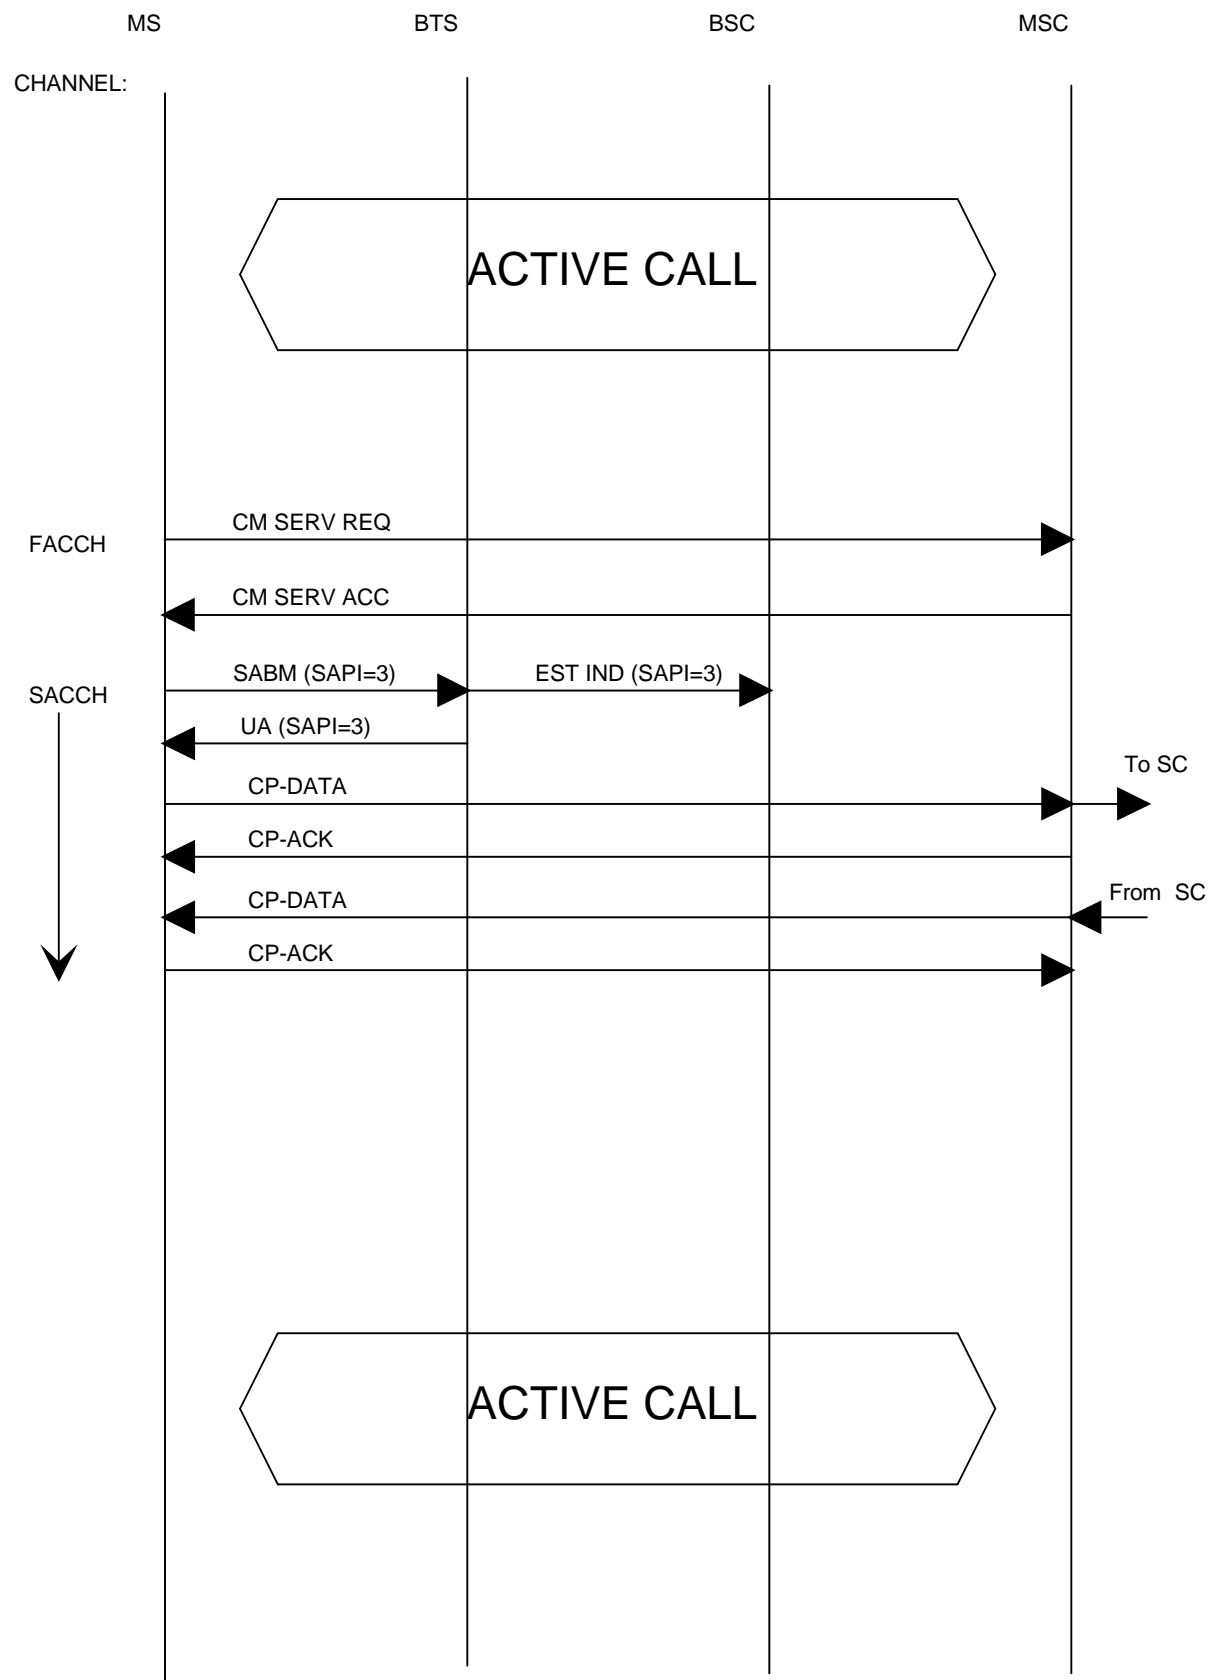 MS BTS BSC MSC
CHANNEL:
ACTIVE CALL
CM SERV REQ
FACCH
CM SERV ACC
SABM (SAPI=3) EST IND (SAPI=3)
SACCH
UA (SAPI=3)
To SC
CP-DATA
CP-ACK
From SC
CP-DATA
CP-ACK
ACTIVE CALL